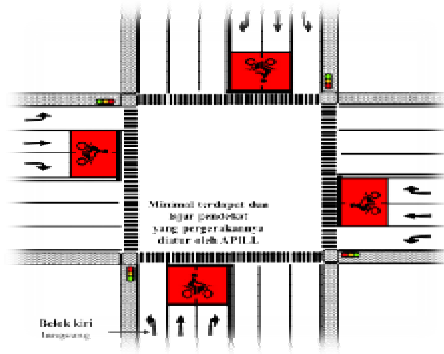 Minimal terdapat dua
lajur pendekat
yang pergerakannya
diatur oleh APILL
Belok kiri
langsung